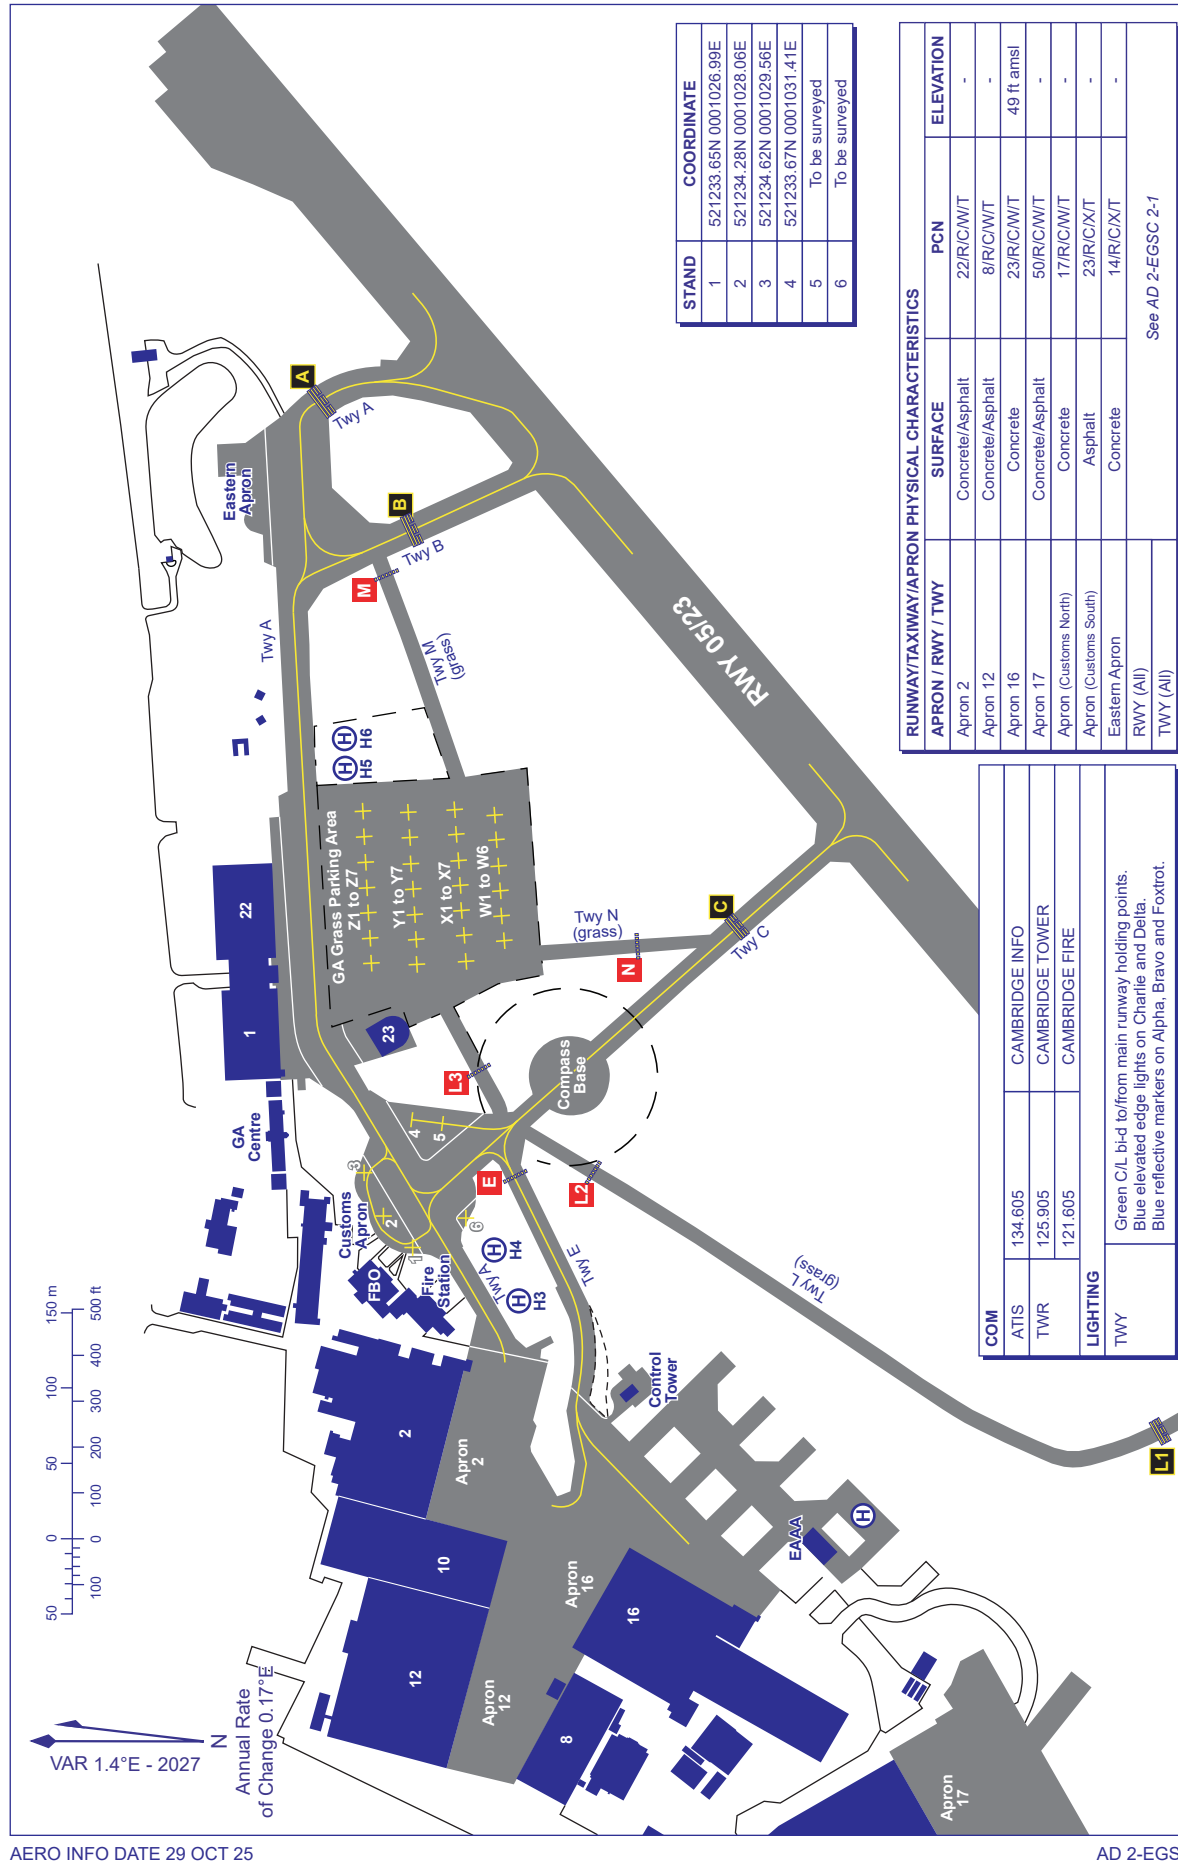 AERO INFO DATE 29 OCT 25
AD 2-EGS
VAR 1.4°E - 2027
N
Annual Rate
of Change 0.17°E
50
0
50
100
150 m
100
0
100
200
300
400
500 ft
12
10
2
8
16
Apron
12
Apron
16
Apron
2
Apron
17
EAAA
H
Control
Tower
FBO
Fire
Station
Customs
Apron
GA
Centre
1
22
23
1
2
3
4
5
6
H
H3
H
H4
Twy A
Twy E
E
L2
L3
L1
Twy L
(grass)
Compass
Base
GA Grass Parking Area
Z1 to Z7
Y1 to Y7
X1 to X7
W1 to W6
H
H5
H
H6
Twy N
(grass)
N
C
Twy C
Twy M
(grass)
M
Twy A
Eastern
Apron
B
Twy B
A
Twy A
RWY 05/23
STAND COORDINATE
1 521233.65N 0001026.99E
2 521234.28N 0001028.06E
3 521234.62N 0001029.56E
4 521233.67N 0001031.41E
5 To be surveyed
6 To be surveyed
RUNWAY/TAXIWAY/APRON PHYSICAL CHARACTERISTICS
APRON / RWY / TWY SURFACE PCN ELEVATION
Apron 2 Concrete/Asphalt 22/R/C/W/T -
Apron 12 Concrete/Asphalt 8/R/C/W/T -
Apron 16 Concrete 23/R/C/W/T 49 ft amsl
Apron 17 Concrete/Asphalt 50/R/C/W/T -
Apron (Customs North) Concrete 17/R/C/W/T -
Apron (Customs South) Asphalt 23/R/C/X/T -
Eastern Apron Concrete 14/R/C/X/T -
RWY (All)
TWY (All)
See AD 2-EGSC 2-1
COM
ATIS 134.605 CAMBRIDGE INFO
TWR 125.905 CAMBRIDGE TOWER
121.605 CAMBRIDGE FIRE
LIGHTING
TWY Green C/L bi-d to/from main runway holding points.
Blue elevated edge lights on Charlie and Delta.
Blue reflective markers on Alpha, Bravo and Foxtrot.